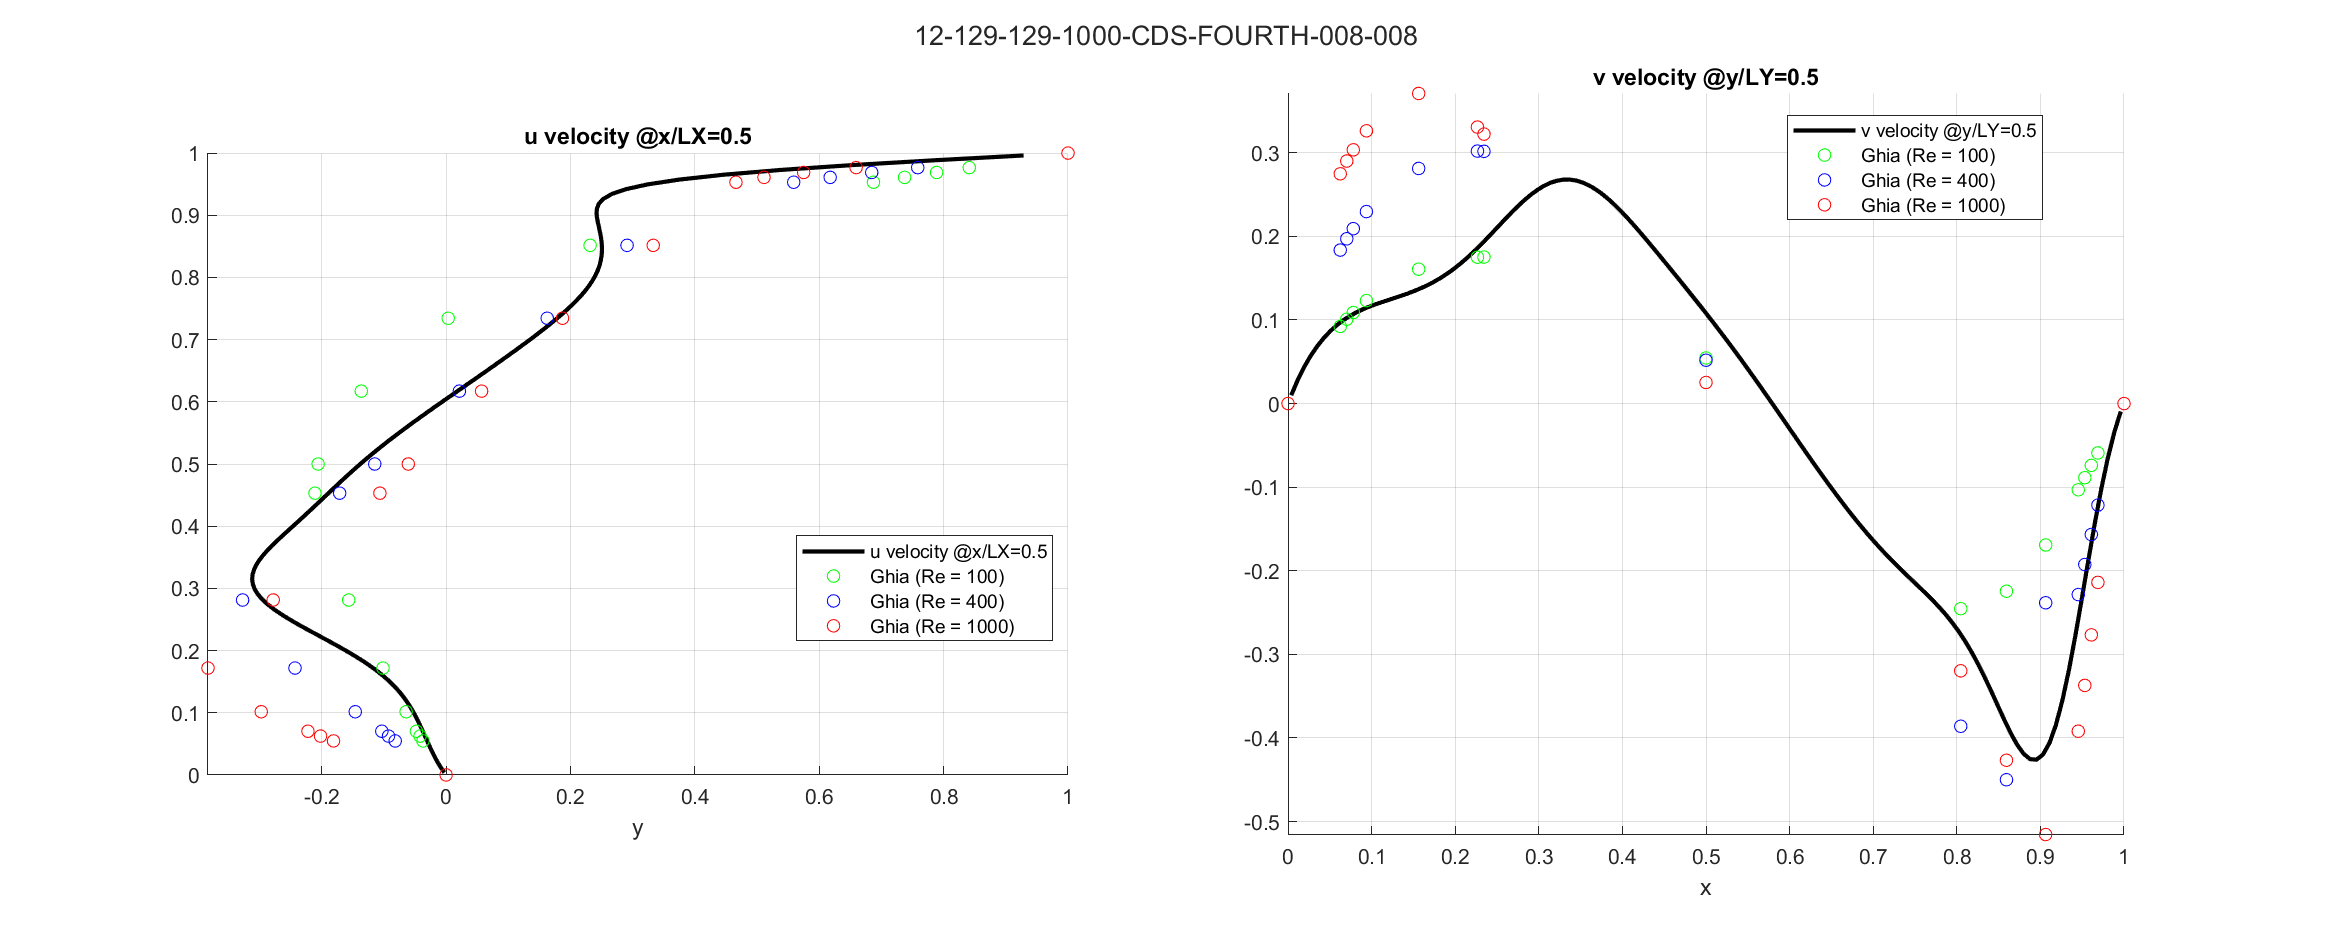 12-129-129-1000-CDS-FOURTH-008-008
u velocity @x/LX=0.5
1
0.9
0.8
0.7
0.6
0.5
0.4
0.3
0.2
0.1
0
-0.2
0
0.2
0.4
0.6
0.8
1
y
u velocity @x/LX=0.5
Ghia (Re = 100)
Ghia (Re = 400)
Ghia (Re = 1000)
v velocity @y/LY=0.5
0.3
0.2
0.1
0
-0.1
-0.2
-0.3
-0.4
-0.5
0
0.1
0.2
0.3
0.4
0.5
0.6
0.7
0.8
0.9
1
x
v velocity @y/LY=0.5
Ghia (Re = 100)
Ghia (Re = 400)
Ghia (Re = 1000)